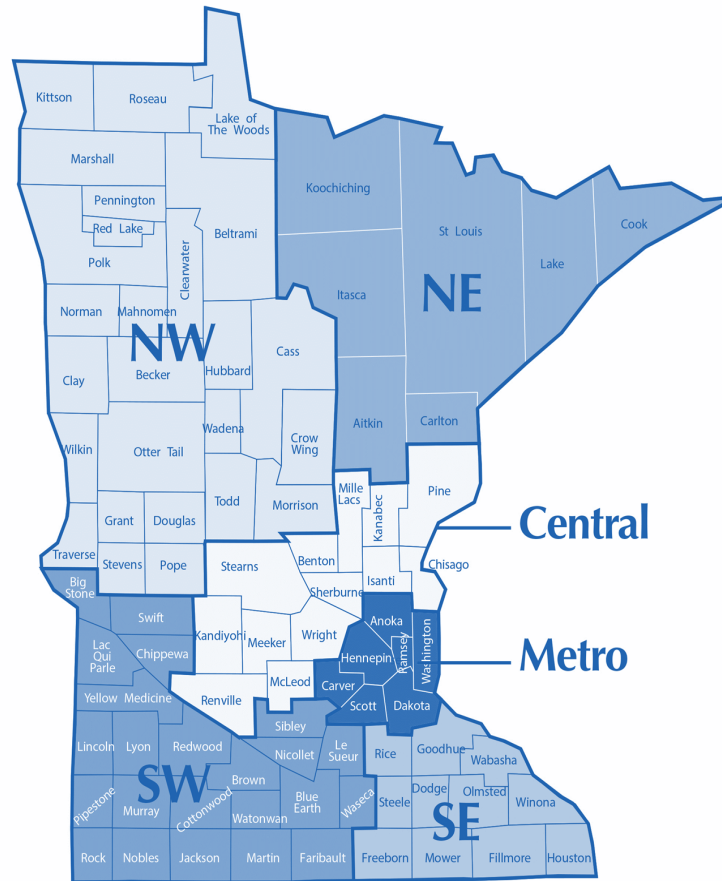 Kittson
Roseau
Lake of
The Woods
Marshall
Koochiching
Pennington
Red Lake
Beltrami
St Louis
Cook
Clearwater
Polk
Lake
Itasca
NE
Norman
Mahnomen
NW
Cass
Clay
Becker
Hubbard
Aitkin
Carlton
Wadena
Crow
Wing
Wilkin
Otter Tail
Mille
Lacs
Pine
Todd
Morrison
Kanabec
Grant
Douglas
Central
Traverse
Stevens
Pope
Stearns
Benton
Chisago
Big
Stone
Isanti
Sherburne
Swift
Anoka
Kandiyohi
Meeker
Wright
Ramsey
Washington
Lac
Qui
Parle
Chippewa
Hennepin
Metro
McLeod
Carver
Yellow Medicine
Renville
Scott
Dakota
Sibley
Lincoln
Lyon
Redwood
Nicollet
Le
Sueur
Rice
Goodhue
Wabasha
SW
Brown
Pipestone
Murray
Cottonwood
Watonwan
Blue
Earth
Waseca
Steele
Dodge
Olmsted
Winona
SE
Rock
Nobles
Jackson
Martin
Faribault
Freeborn
Mower
Fillmore
Houston